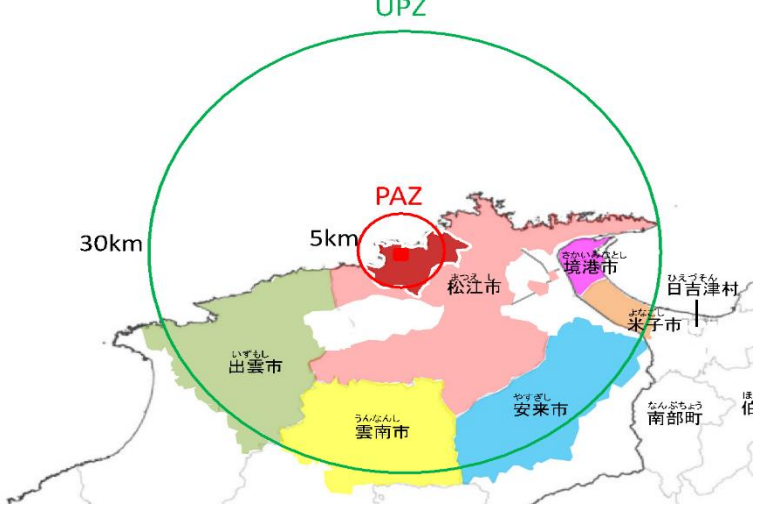 UPZ
PAZ
30km
5km
まつえ し
松江市
さかいみなとし
境港市
ひえづそん
日吉津村
よなごし
米子市
いずもし
出雲市
やすぎし
安来市
うんなんし
雲南市
なんぶちょう
南部町
ほ
伯